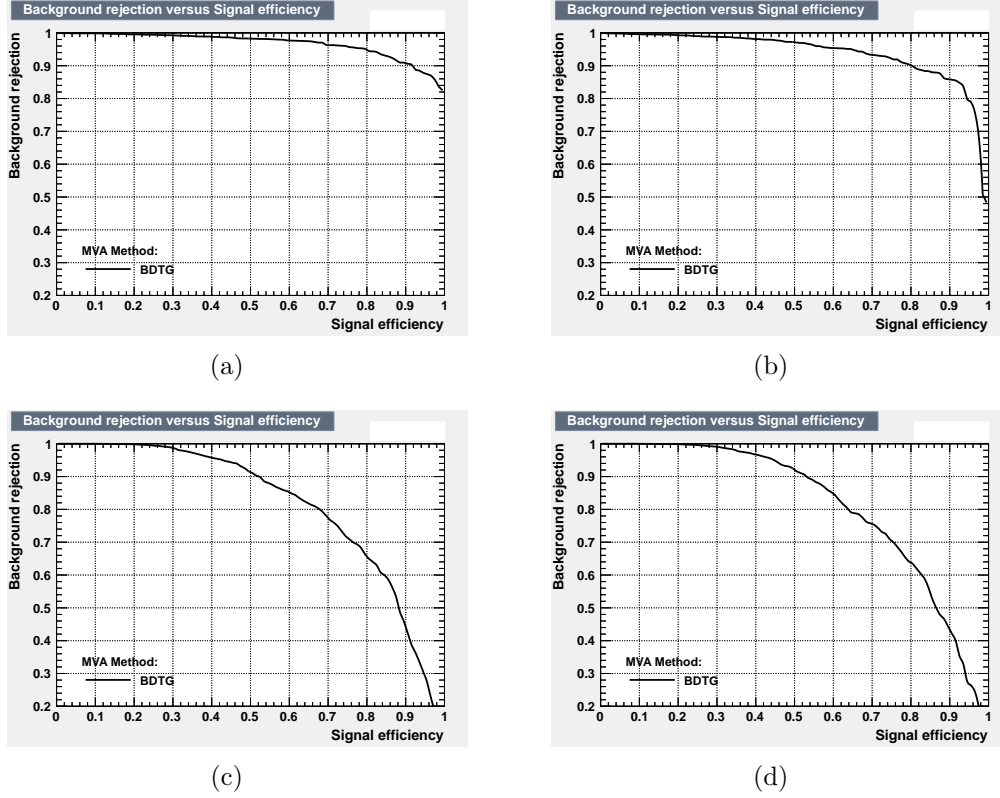 Background rejection versus Signal efficiency
Background rejection
1
0.9
0.8
0.7
0.6
0.5
0.4
0.3
0.2
MVA Method:
BDTG
0 0.1 0.2 0.3 0.4 0.5 0.6 0.7 0.8 0.9 1
Signal efficiency
(a)
Background rejection versus Signal efficiency
Background rejection
1
0.9
0.8
0.7
0.6
0.5
0.4
0.3
0.2
MVA Method:
BDTG
0 0.1 0.2 0.3 0.4 0.5 0.6 0.7 0.8 0.9 1
Signal efficiency
(b)
Background rejection versus Signal efficiency
Background rejection
1
0.9
0.8
0.7
0.6
0.5
0.4
0.3
0.2
MVA Method:
BDTG
0 0.1 0.2 0.3 0.4 0.5 0.6 0.7 0.8 0.9 1
Signal efficiency
(c)
Background rejection versus Signal efficiency
Background rejection
1
0.9
0.8
0.7
0.6
0.5
0.4
0.3
0.2
MVA Method:
BDTG
0 0.1 0.2 0.3 0.4 0.5 0.6 0.7 0.8 0.9 1
Signal efficiency
(d)